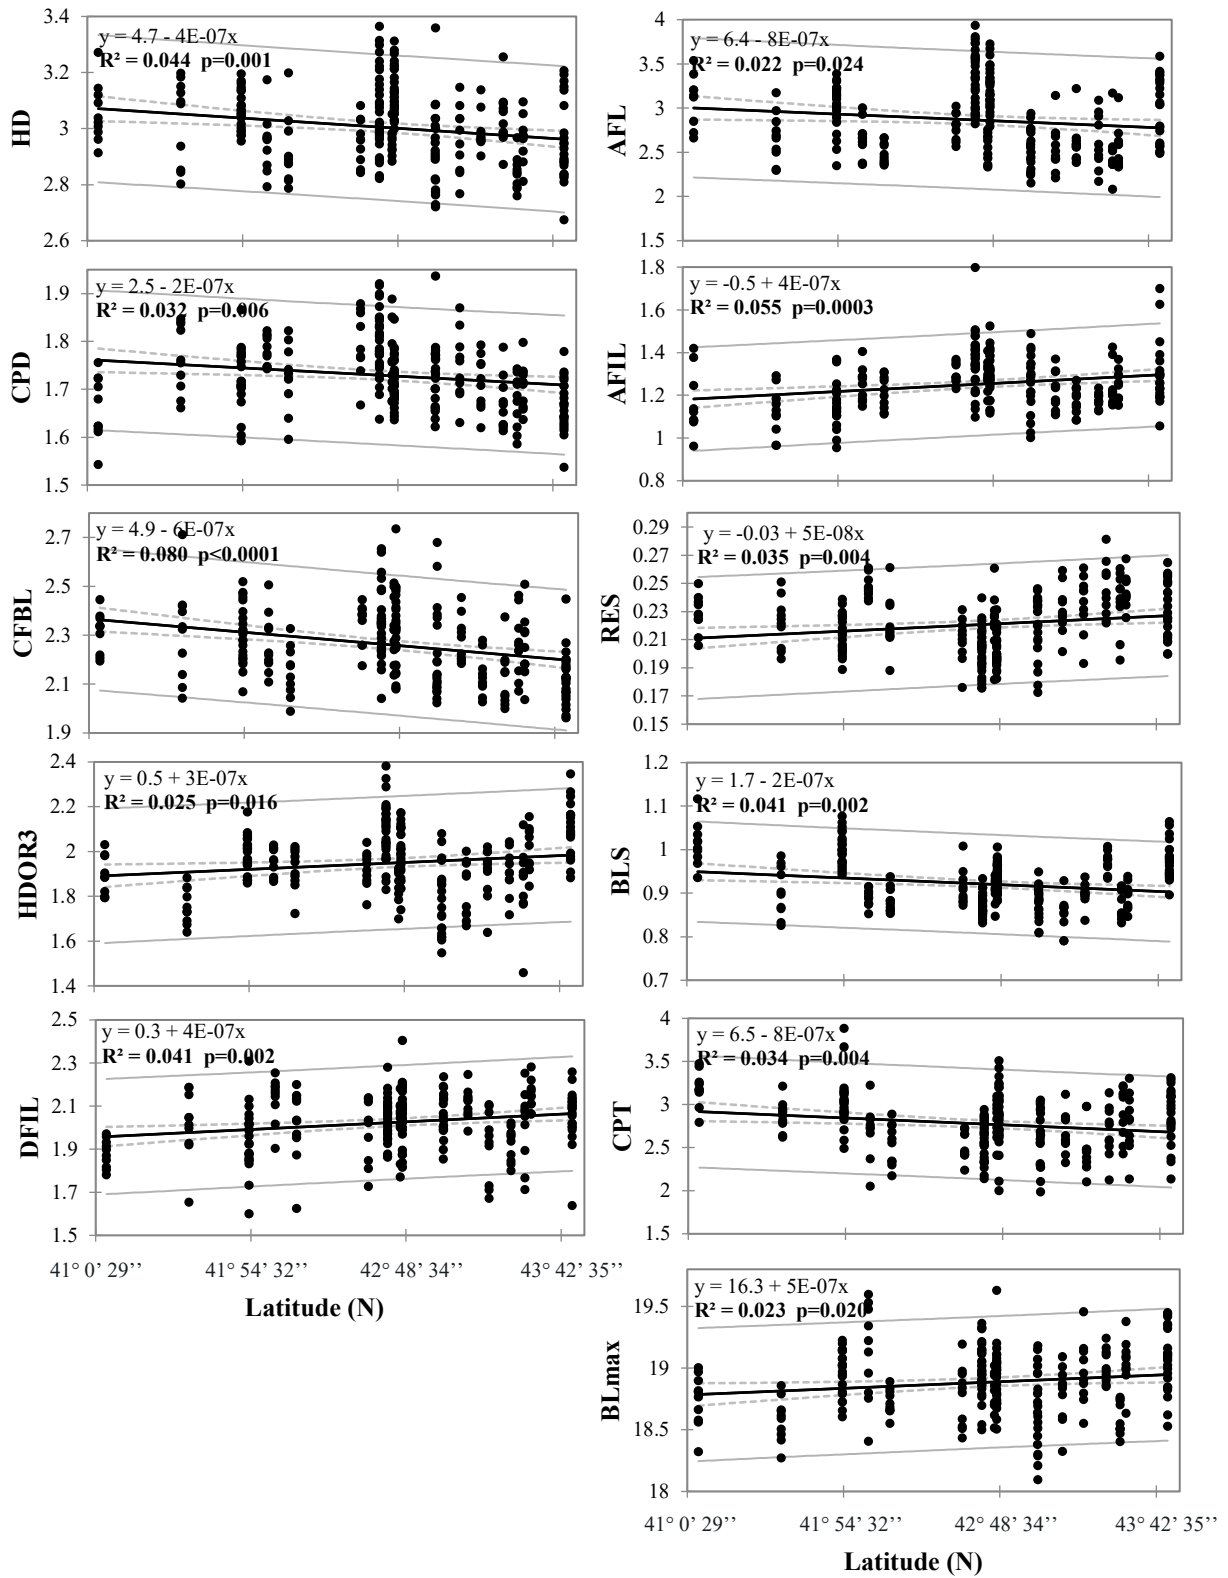 HD
3.4
3.2
3
2.8
2.6
y = 4.7 - 4E-07x
R² = 0.044 p=0.001
AFL
4
3.5
3
2.5
2
1.5
y = 6.4 - 8E-07x
R² = 0.022 p=0.024
CPD
1.9
1.8
1.7
1.6
1.5
y = 2.5 - 2E-07x
R² = 0.032 p=0.006
AFIL
1.8
1.6
1.4
1.2
1
0.8
y = -0.5 + 4E-07x
R² = 0.055 p=0.0003
CFBL
2.7
2.5
2.3
2.1
1.9
y = 4.9 - 6E-07x
R² = 0.080 p<0.0001
RES
0.29
0.27
0.25
0.23
0.21
0.19
0.17
0.15
y = -0.03 + 5E-08x
R² = 0.035 p=0.004
HDOR3
2.4
2.2
2
1.8
1.6
1.4
y = 0.5 + 3E-07x
R² = 0.025 p=0.016
BLS
1.2
1.1
1
0.9
0.8
0.7
y = 1.7 - 2E-07x
R² = 0.041 p=0.002
DFIL
2.5
2.3
2.1
1.9
1.7
1.5
y = 0.3 + 4E-07x
R² = 0.041 p=0.002
41° 0’ 29’’ 41° 54’ 32’’ 42° 48’ 34’’ 43° 42’ 35’’
Latitude (N)
CPT
4
3.5
3
2.5
2
1.5
y = 6.5 - 8E-07x
R² = 0.034 p=0.004
BLmax
19.5
19
18.5
18
y = 16.3 + 5E-07x
R² = 0.023 p=0.020
41° 0’ 29’’ 41° 54’ 32’’ 42° 48’ 34’’ 43° 42’ 35’’
Latitude (N)